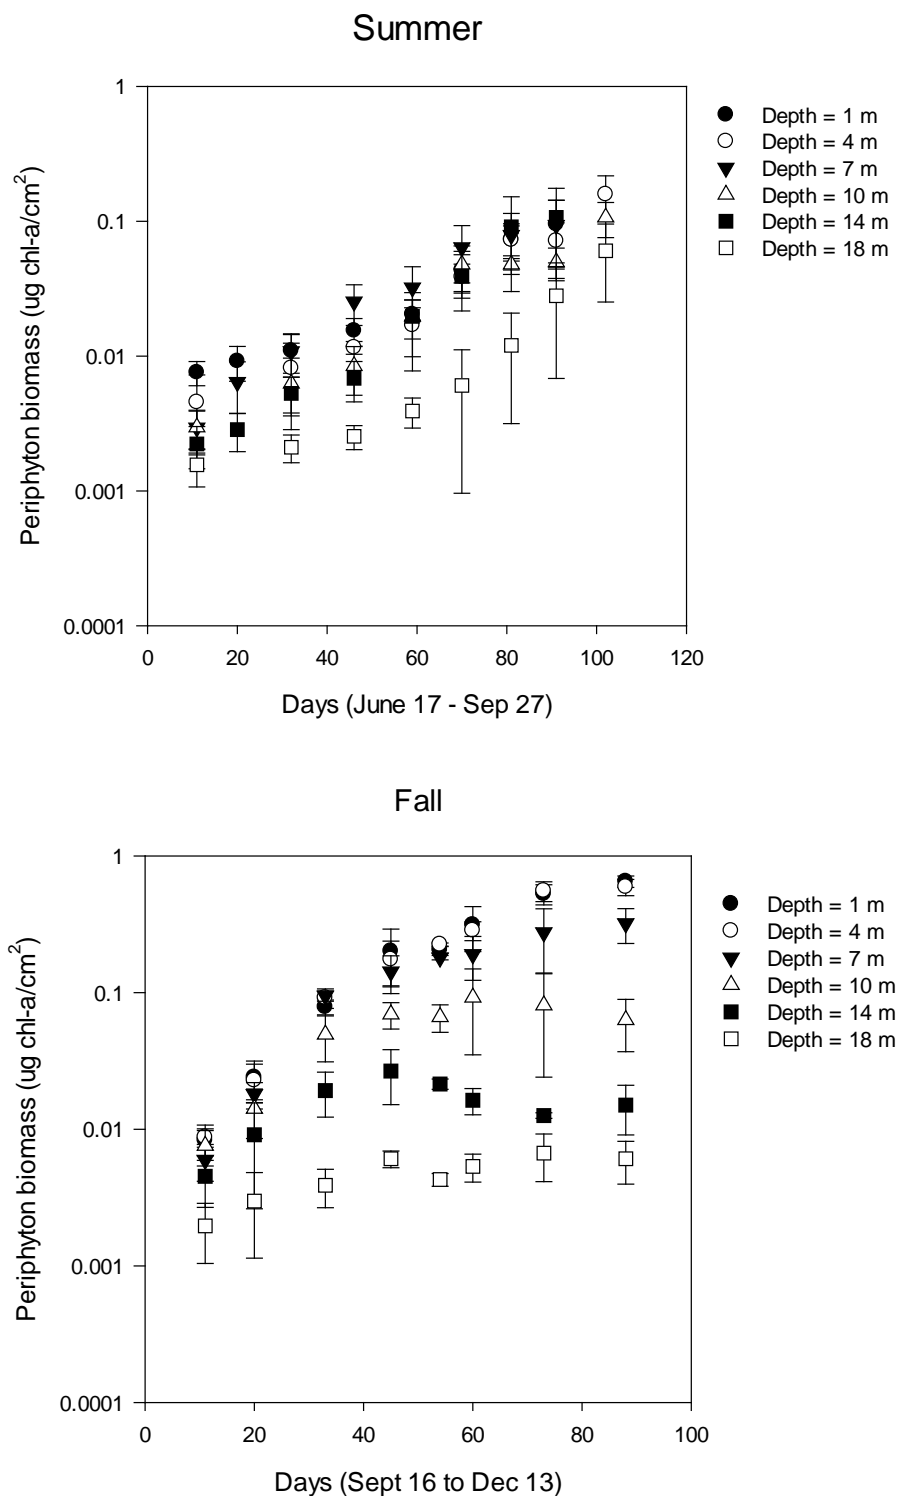 Summer
1
0.1
0.01
0.001
0.0001
Periphyton biomass (ug chl-a/cm²)
0 20 40 60 80 100 120
Days (June 17 - Sep 27)
Depth = 1 m
Depth = 4 m
Depth = 7 m
Depth = 10 m
Depth = 14 m
Depth = 18 m
Fall
1
0.1
0.01
0.001
0.0001
Periphyton biomass (ug chl-a/cm²)
0 20 40 60 80 100
Days (Sept 16 to Dec 13)
Depth = 1 m
Depth = 4 m
Depth = 7 m
Depth = 10 m
Depth = 14 m
Depth = 18 m